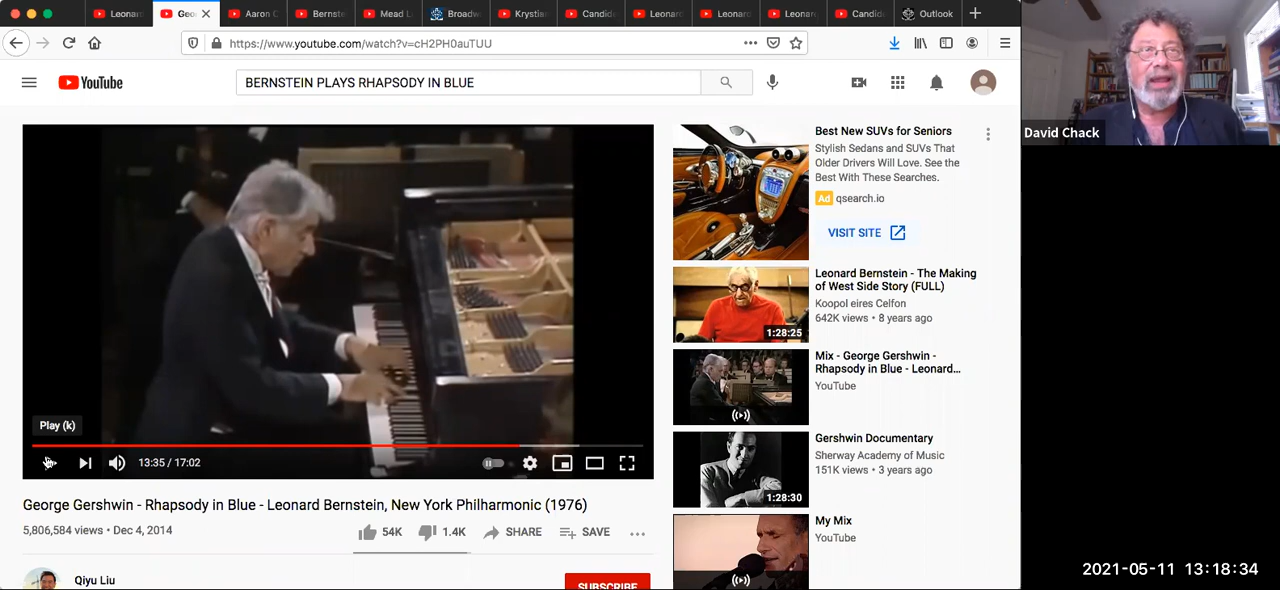 Leonard
Geo
Aaron C
Bernste
Mead L
Broadw
Krystia
Candid
Leonard
Leonard
Leonard
Candid
Outlook
https://www.youtube.com/watch?v=cH2PH0auTUU
YouTube
BERNSTEIN PLAYS RHAPSODY IN BLUE
Play (k)
13:35 / 17:02
George Gershwin - Rhapsody in Blue - Leonard Bernstein, New York Philharmonic (1976)
5,806,584 views • Dec 4, 2014
54K
1.4K
SHARE
SAVE
Qiyu Liu
SUBSCRIBE
Best New SUVs for Seniors
Stylish Sedans and SUVs That
Older Drivers Will Love. See the
Best With These Searches.
Ad qsearch.io
VISIT SITE
1:28:25
Leonard Bernstein - The Making
of West Side Story (FULL)
Koopol eires Celfon
642K views • 8 years ago
Mix - George Gershwin -
Rhapsody in Blue - Leonard...
YouTube
1:28:30
Gershwin Documentary
Sherway Academy of Music
151K views • 3 years ago
My Mix
YouTube
David Chack
2021-05-11 13:18:34